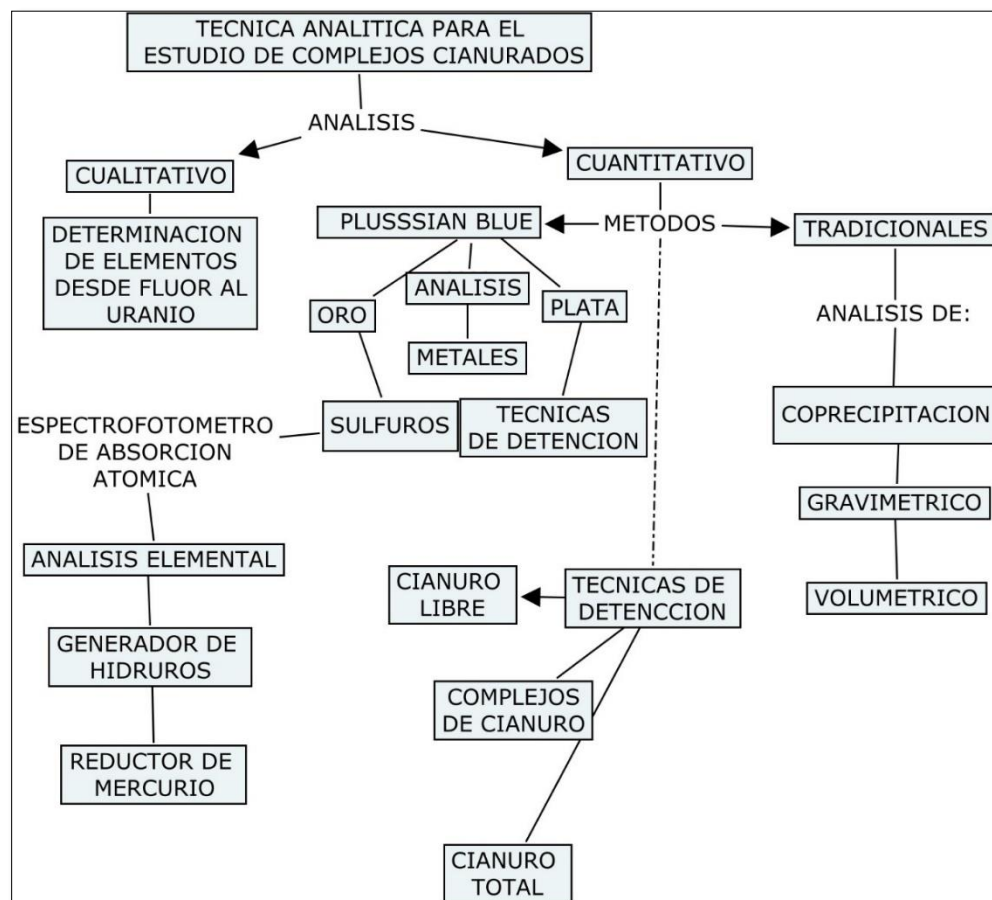 TECNICA ANALITICA PARA EL
ESTUDIO DE COMPLEJOS CIANURADOS
ANALISIS
CUALITATIVO
CUANTITATIVO
DETERMINACION
DE ELEMENTOS
DESDE FLUOR AL
URANIO
PLUSSSIAN BLUE
METODOS
TRADICIONALES
ORO
ANALISIS
PLATA
METALES
ANALISIS DE:
SULFUROS
TECNICAS
DE DETENCION
COPRECIPITACION
ESPECTROFOTOMETRO
DE ABSORCION
ATOMICA
GRAVIMETRICO
ANALISIS ELEMENTAL
CIANURO
LIBRE
TECNICAS DE
DETENCCION
VOLUMETRICO
GENERADOR DE
HIDRUROS
COMPLEJOS
DE CIANURO
REDUCTOR DE
MERCURIO
CIANURO
TOTAL